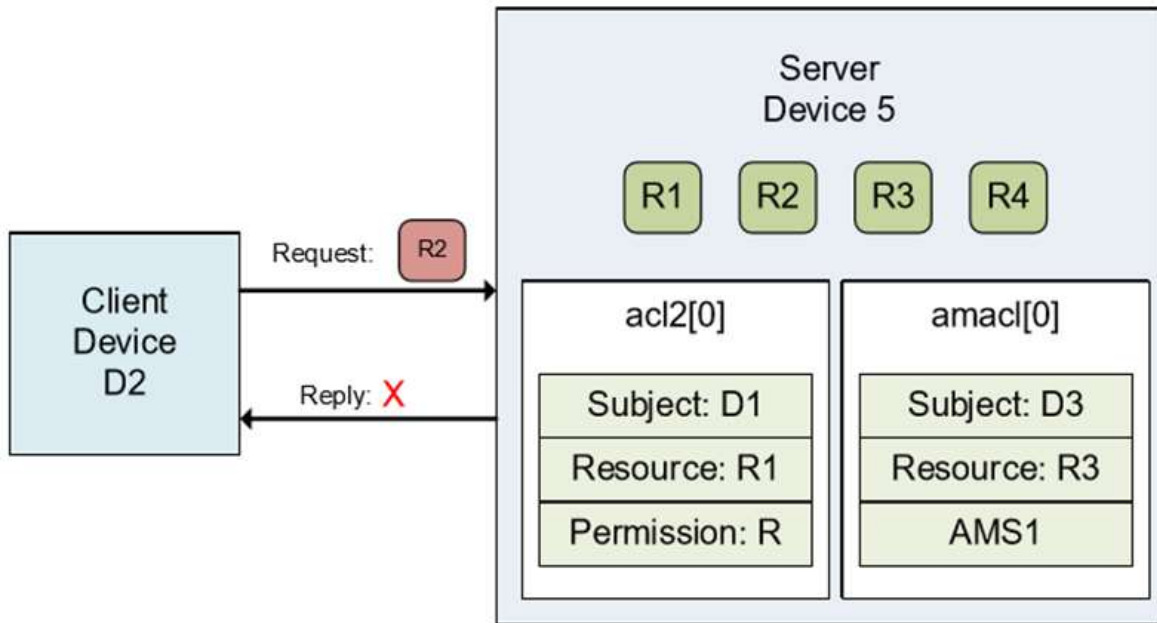 Server
Device 5
R1 R2 R3 R4
Request: R2
Client
Device
D2
Reply: X
acl2[0]
Subject: D1
Resource: R1
Permission: R
amacl[0]
Subject: D3
Resource: R3
AMS1